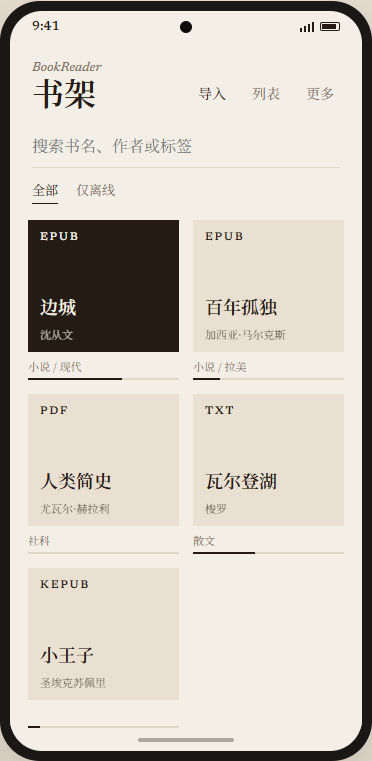 9:41
BookReader
书架
导入 列表 更多
搜索书名、作者或标签
全部 仅离线
EPUB
边城
沈从文
小说 / 现代
EPUB
百年孤独
加西亚·马尔克斯
小说 / 拉美
PDF
人类简史
尤瓦尔·赫拉利
社科
TXT
瓦尔登湖
梭罗
散文
KEPUB
小王子
圣埃克苏佩里